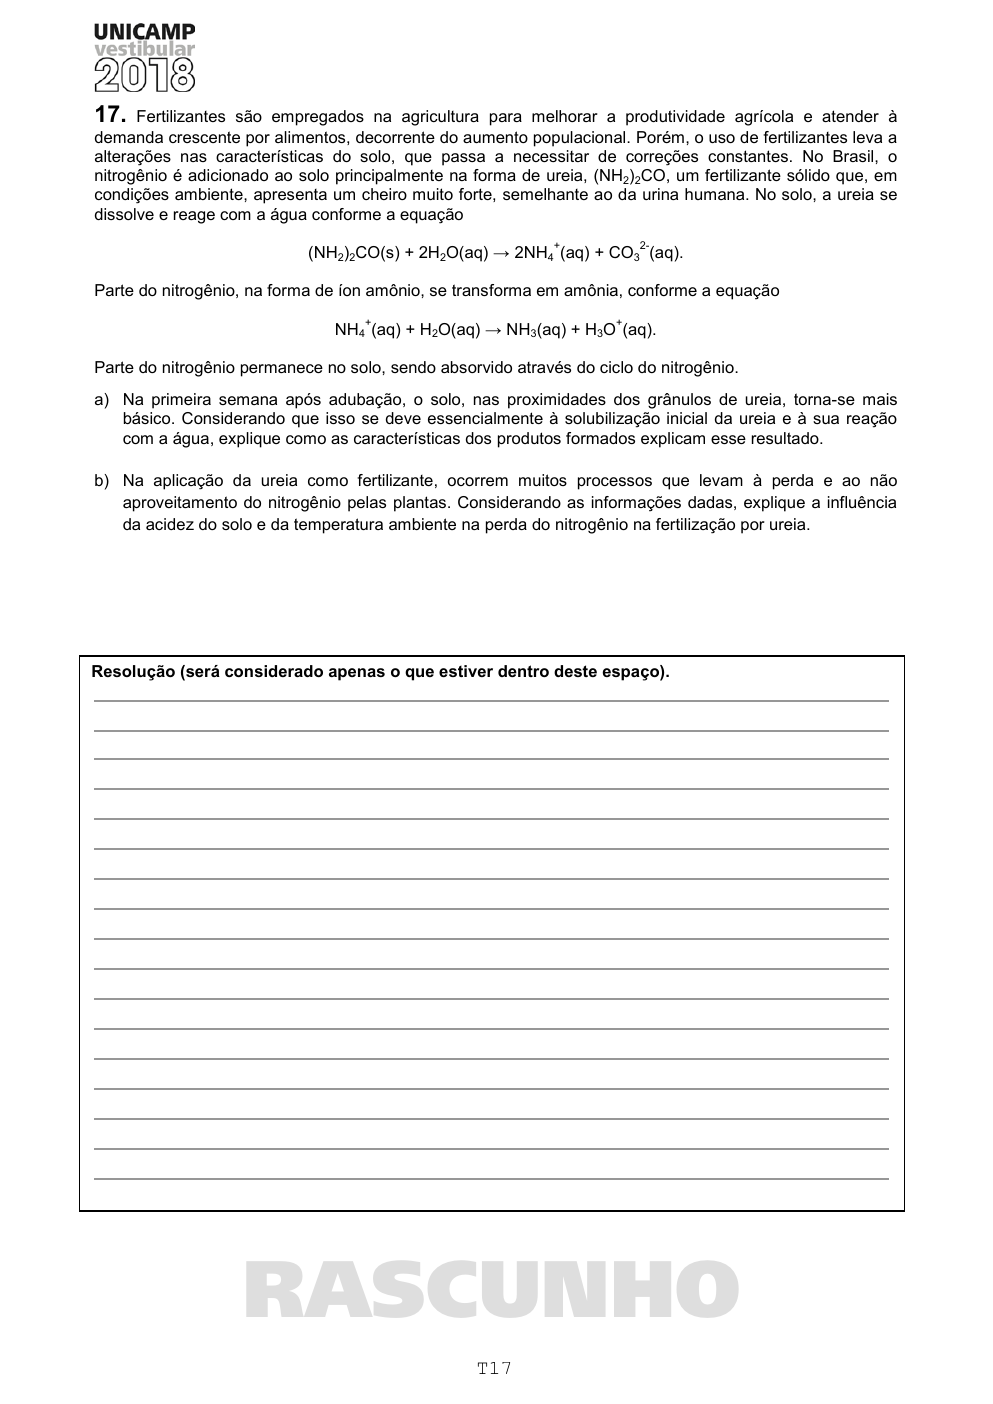 UNICAMP
vestibular
2018
17. Fertilizantes são empregados na agricultura para melhorar a produtividade agrícola e atender à
demanda crescente por alimentos, decorrente do aumento populacional. Porém, o uso de fertilizantes leva a
alterações nas características do solo, que passa a necessitar de correções constantes. No Brasil, o
nitrogênio é adicionado ao solo principalmente na forma de ureia, (NH₂)₂CO, um fertilizante sólido que, em
condições ambiente, apresenta um cheiro muito forte, semelhante ao da urina humana. No solo, a ureia se
dissolve e reage com a água conforme a equação
(NH₂)₂CO(s) + 2H₂O(aq) → 2NH₄⁺(aq) + CO₃²⁻(aq).
Parte do nitrogênio, na forma de íon amônio, se transforma em amônia, conforme a equação
NH₄⁺(aq) + H₂O(aq) → NH₃(aq) + H₃O⁺(aq).
Parte do nitrogênio permanece no solo, sendo absorvido através do ciclo do nitrogênio.
a) Na primeira semana após adubação, o solo, nas proximidades dos grânulos de ureia, torna-se mais
básico. Considerando que isso se deve essencialmente à solubilização inicial da ureia e à sua reação
com a água, explique como as características dos produtos formados explicam esse resultado.
b) Na aplicação da ureia como fertilizante, ocorrem muitos processos que levam à perda e ao não
aproveitamento do nitrogênio pelas plantas. Considerando as informações dadas, explique a influência
da acidez do solo e da temperatura ambiente na perda do nitrogênio na fertilização por ureia.
Resolução (será considerado apenas o que estiver dentro deste espaço).
RASCUNHO
T17